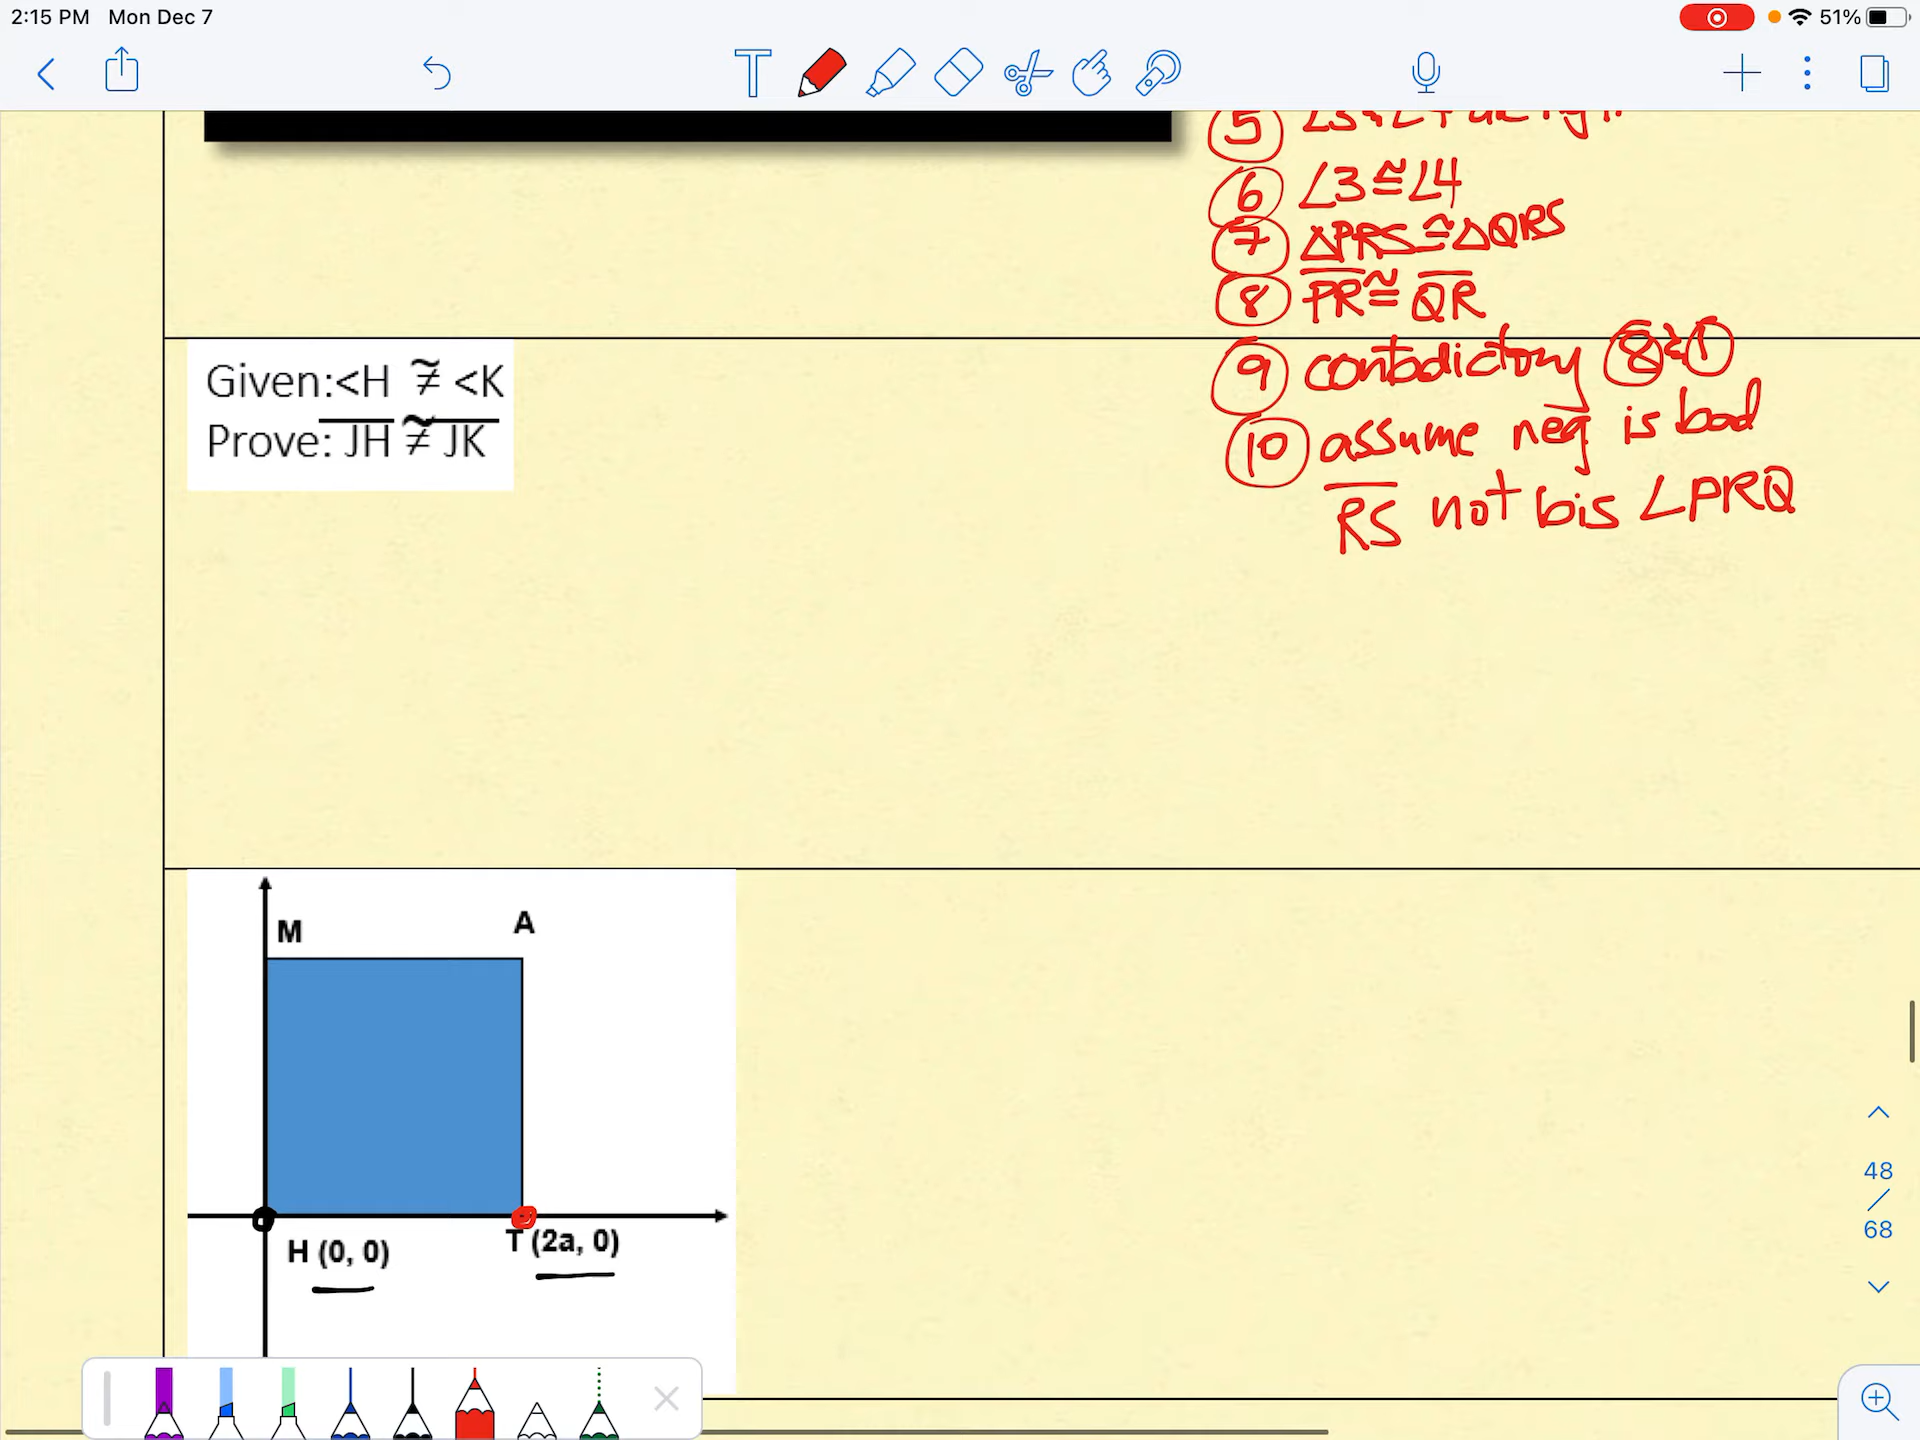 2:15 PM Mon Dec 7
51%
T
5
6 ∠3≅∠4
7 △PRS≅△QRS
8 PR≅QR
9 contadictory 8&1
10 assume neg is bad
RS not bis ∠PRQ
Given:<H ≇ <K
Prove: JH ≇ JK
M
A
H (0, 0)
T (2a, 0)
48
/
68